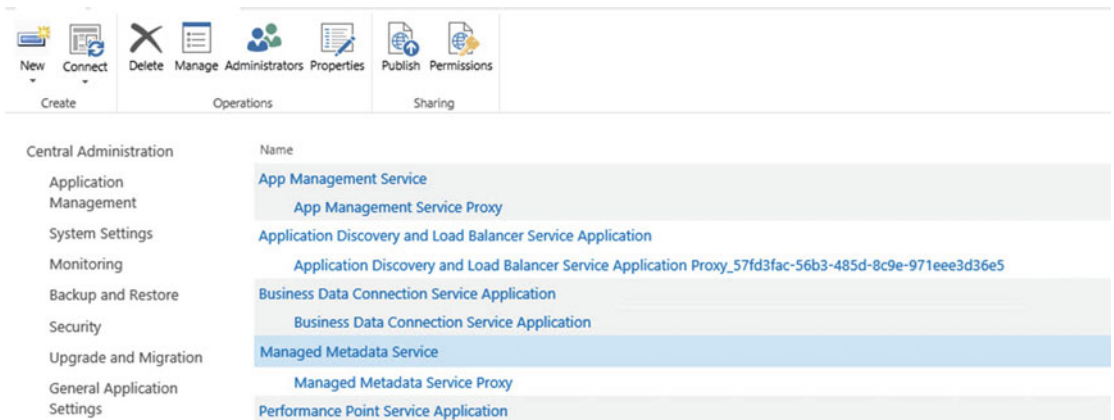 New
Connect
Delete
Manage
Administrators
Properties
Publish
Permissions
Create
Operations
Sharing
Central Administration
Application
Management
System Settings
Monitoring
Backup and Restore
Security
Upgrade and Migration
General Application
Settings
Name
App Management Service
App Management Service Proxy
Application Discovery and Load Balancer Service Application
Application Discovery and Load Balancer Service Application Proxy_57fd3fac-56b3-485d-8c9e-971eee3d36e5
Business Data Connection Service Application
Business Data Connection Service Application
Managed Metadata Service
Managed Metadata Service Proxy
Performance Point Service Application